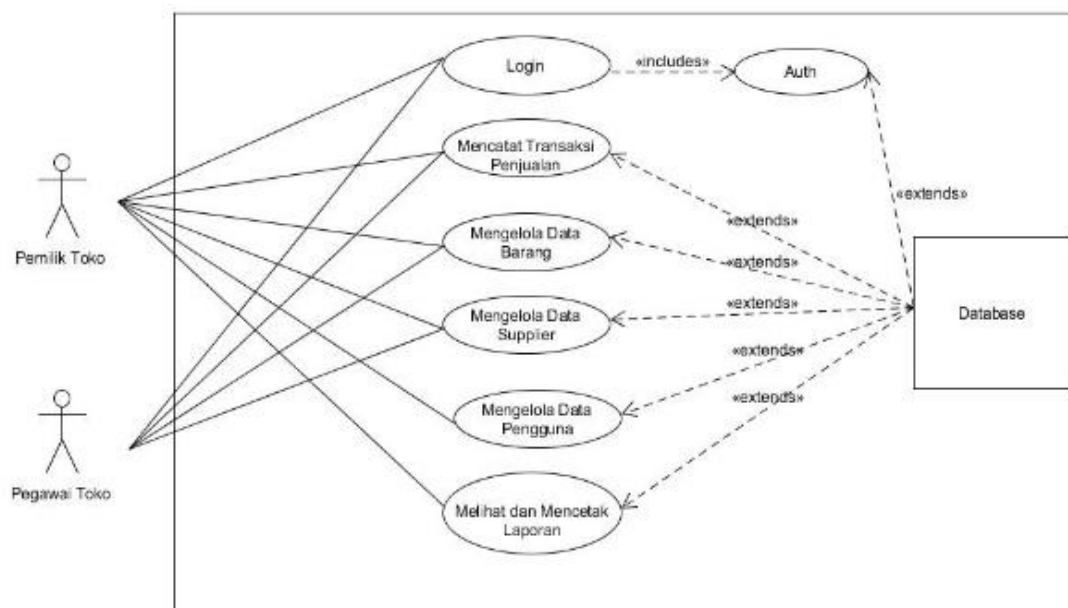 Login
«includes»
Auth
Mencatat Transaksi
Penjualan
«extends»
«extends»
Pemilik Toko
Mengelola Data
Barang
«extends»
Mengelola Data
Supplier
«extends»
Database
«extends»
Mengelola Data
Pengguna
«extends»
Pegawai Toko
Melihat dan Mencetak
Laporan